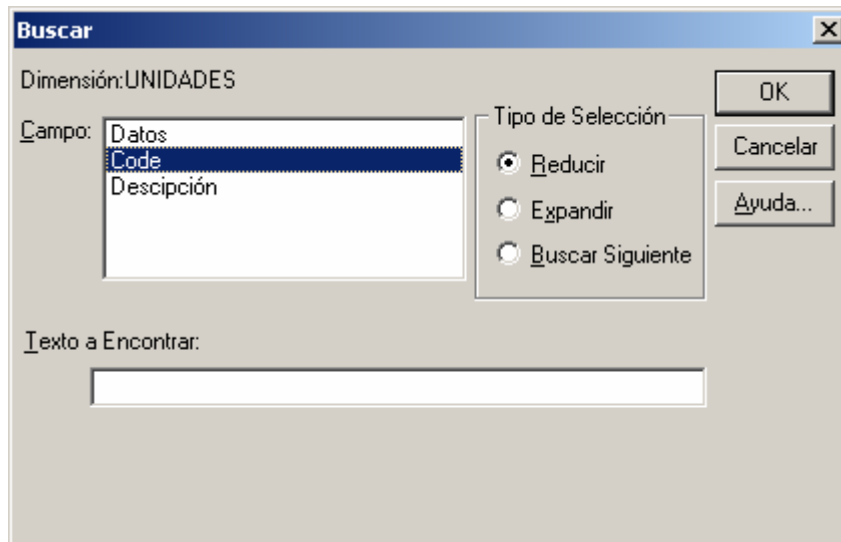 Buscar
Dimensión:UNIDADES
Campo:
Datos
Code
Descipción
Tipo de Selección
Reducir
Expandir
Buscar Siguiente
OK
Cancelar
Ayuda...
Texto a Encontrar: